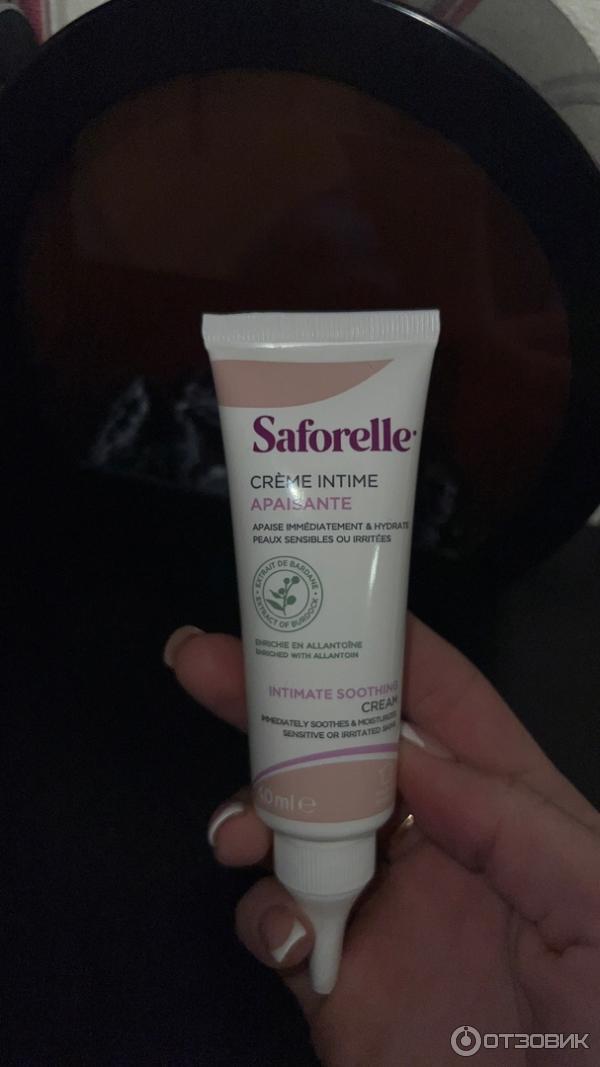 Saforelle
CRÈME INTIME
APAISANTE
APAISE IMMÉDIATEMENT & HYDRATE
PEAUX SENSIBLES OU IRRITÉES
EXTRAIT DE BARDANE
EXTRACT OF BURDOCK
ENRICHIE EN ALLANTOÏNE
ENRICHED WITH ALLANTOIN
INTIMATE SOOTHING
CREAM
IMMEDIATELY SOOTHES & MOISTURIZES
SENSITIVE OR IRRITATED SKINS
40ml e
ОТЗОВИК